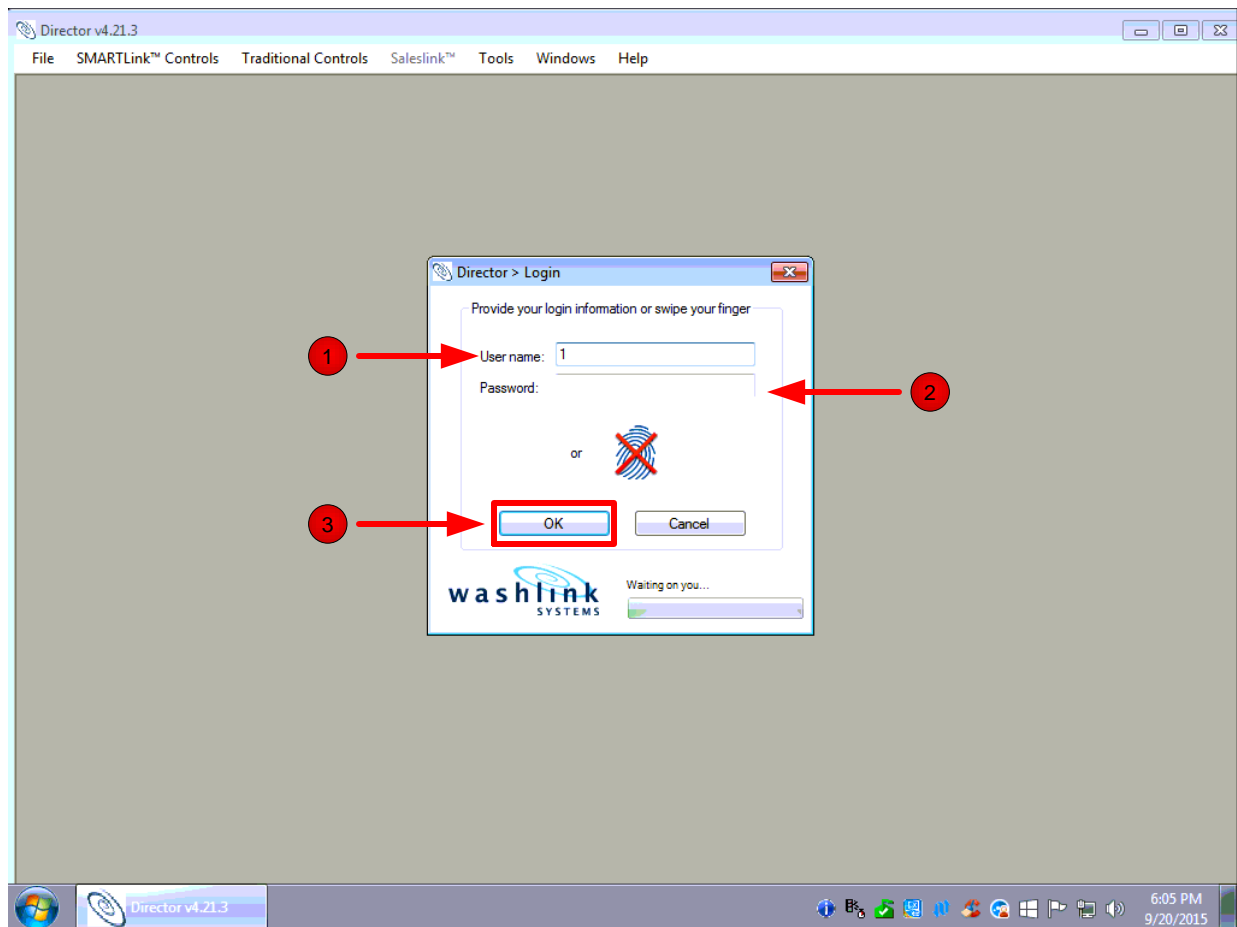 Director v4.21.3
File SMARTLink™ Controls Traditional Controls Saleslink™ Tools Windows Help
Director > Login
Provide your login information or swipe your finger
1 User name: 1
Password: 2
or
3 OK Cancel
washlink
SYSTEMS
Waiting on you...
Director v4.21.3
6:05 PM
9/20/2015